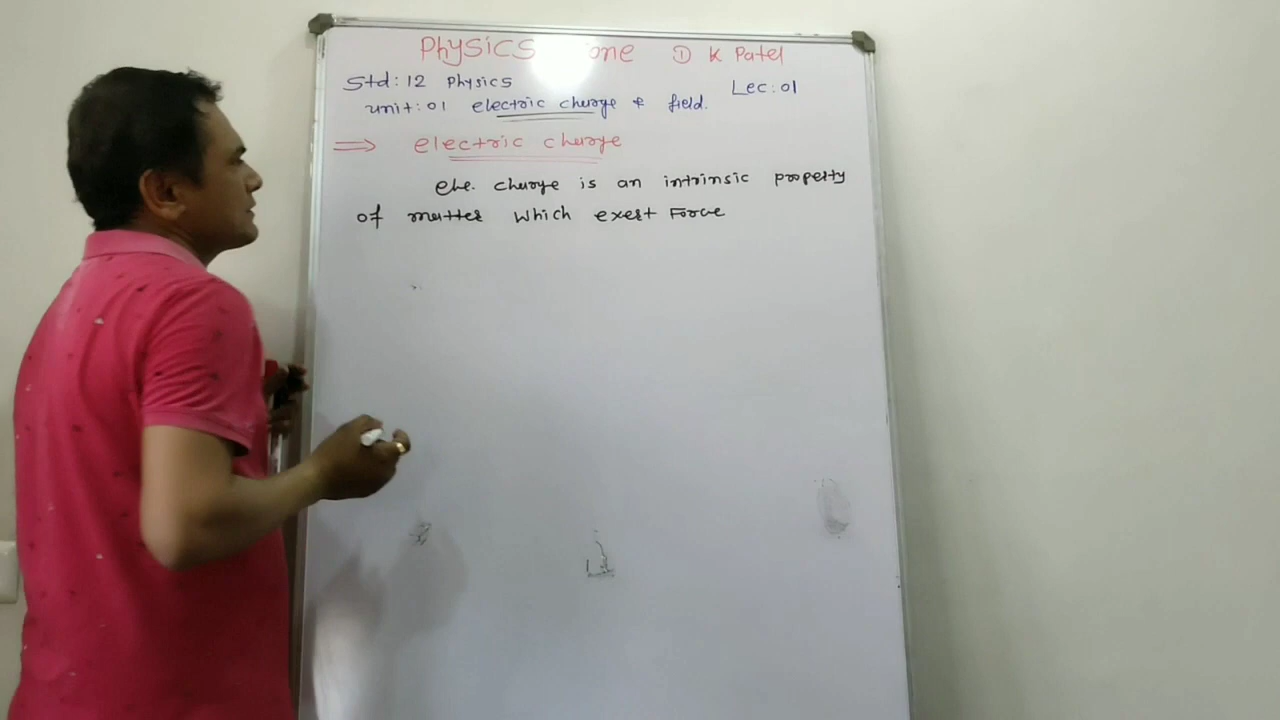 Physics one D K Patel
Std: 12 Physics
Lec: 01
unit: 01 electric charge & field.
⇒ electric charge
Ele. charge is an intrinsic property
of matter which exert Force